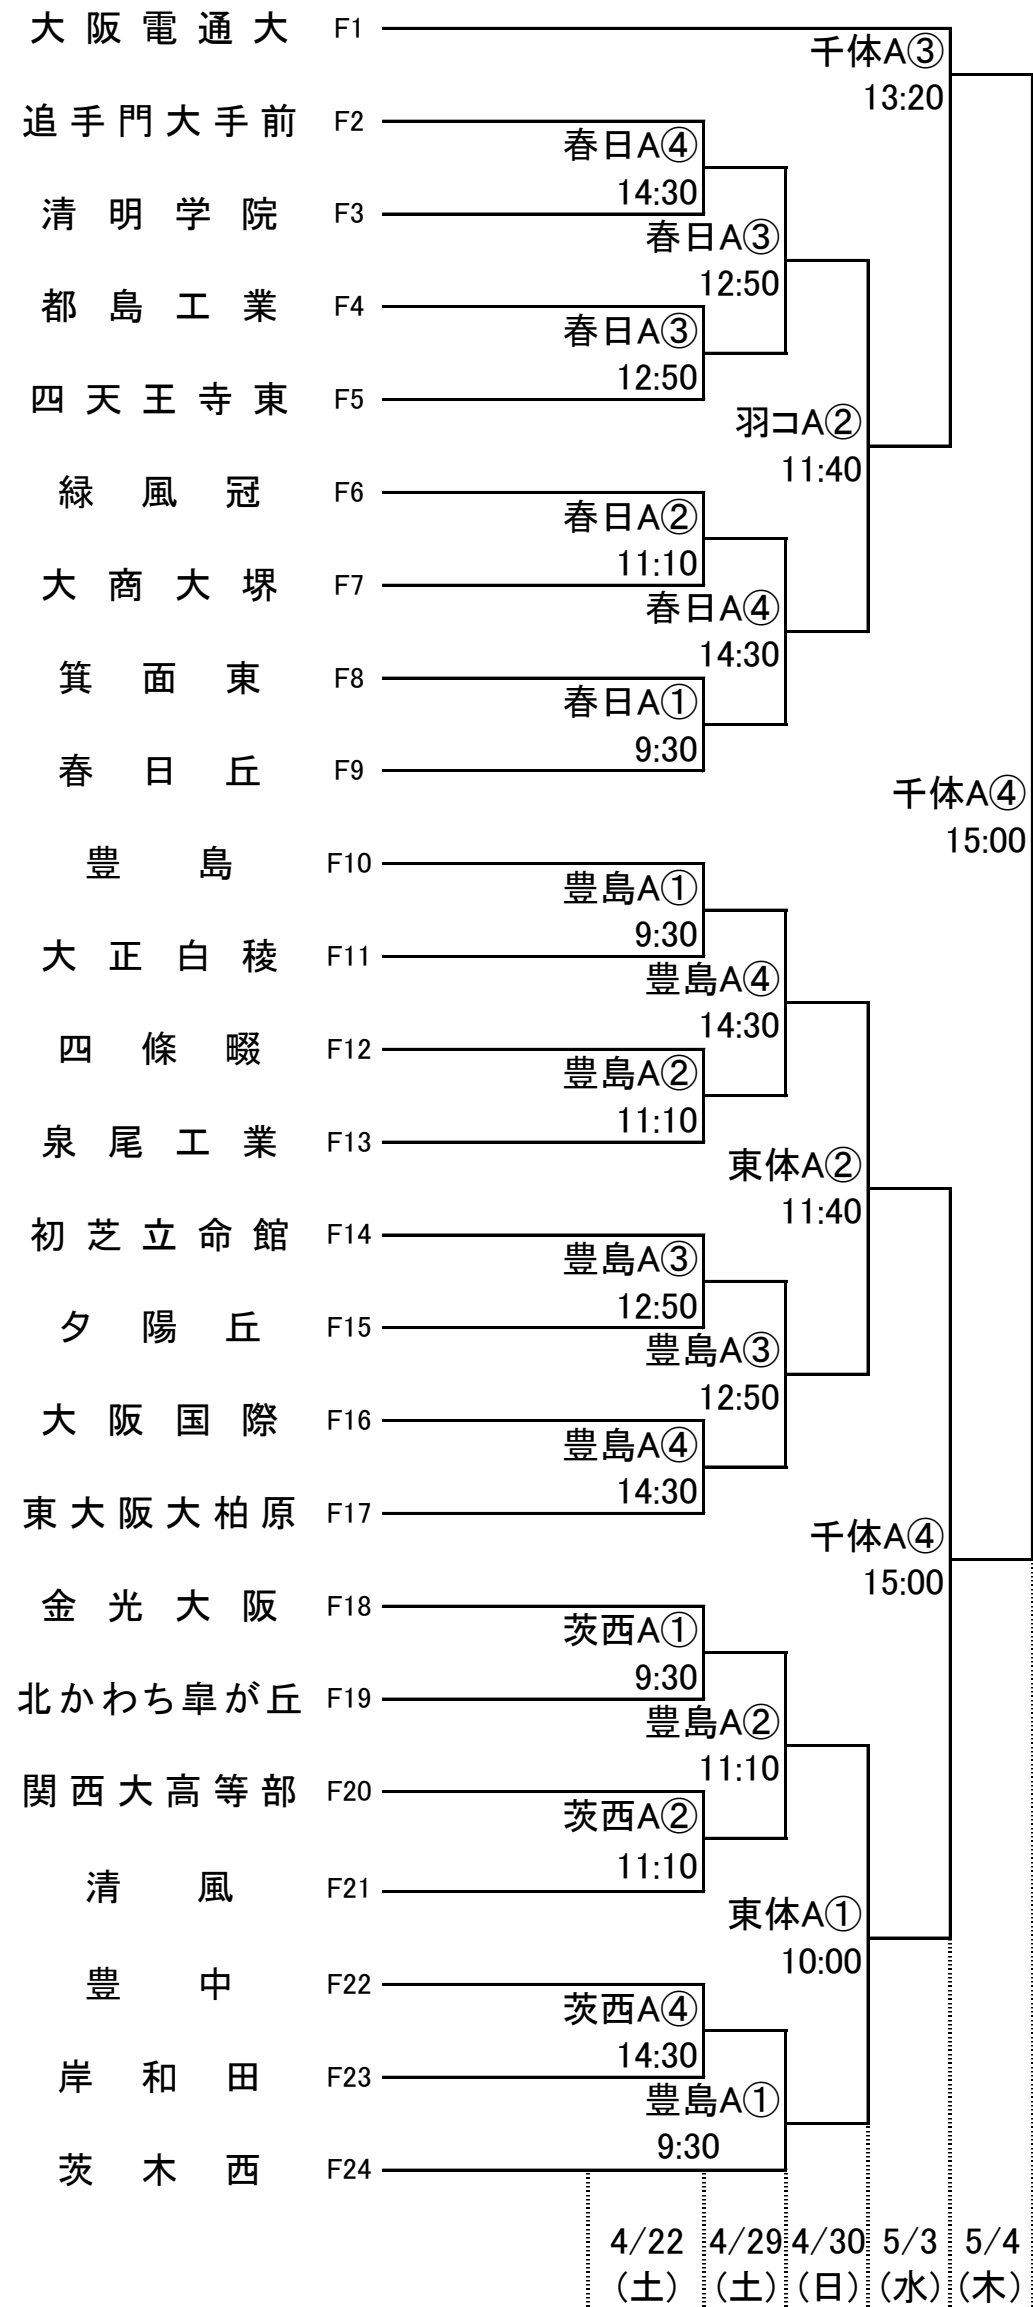 大阪電通大 F1
千体A③
13:20
追手門大手前 F2
春日A④
14:30
清明学院 F3
春日A③
12:50
都島工業 F4
春日A③
12:50
四天王寺東 F5
羽コA②
11:40
緑風冠 F6
春日A②
11:10
大商大堺 F7
春日A④
14:30
箕面東 F8
春日A①
9:30
春日丘 F9
千体A④
15:00
豊島 F10
豊島A①
9:30
大正白稜 F11
豊島A④
14:30
四條畷 F12
豊島A②
11:10
泉尾工業 F13
東体A②
11:40
初芝立命館 F14
豊島A③
12:50
夕陽丘 F15
豊島A③
12:50
大阪国際 F16
豊島A④
14:30
東大阪大柏原 F17
千体A④
15:00
金光大阪 F18
茨西A①
9:30
北かわち皐が丘 F19
豊島A②
11:10
関西大高等部 F20
茨西A②
11:10
清風 F21
東体A①
10:00
豊中 F22
茨西A④
14:30
岸和田 F23
豊島A①
9:30
茨木西 F24
4/22 4/29 4/30 5/3 5/4
(土) (土) (日) (水) (木)